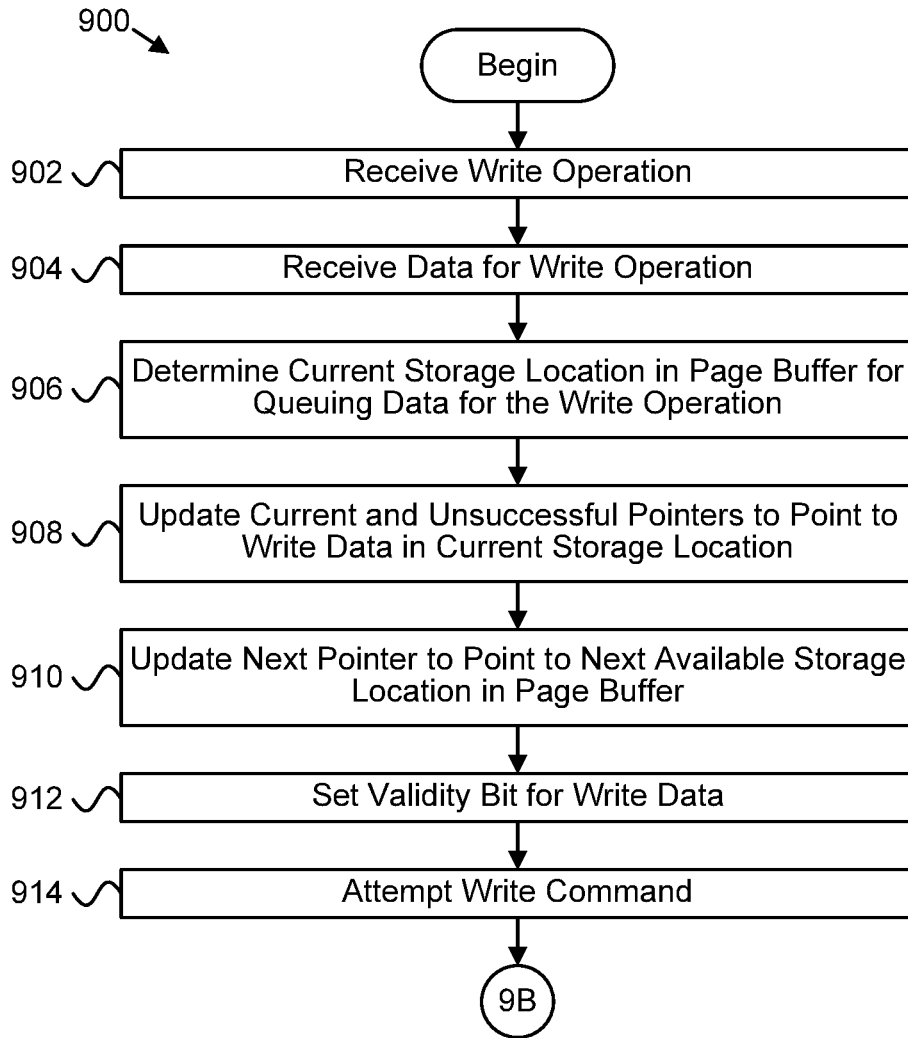 900
Begin
902 Receive Write Operation
904 Receive Data for Write Operation
906 Determine Current Storage Location in Page Buffer for
Queuing Data for the Write Operation
908 Update Current and Unsuccessful Pointers to Point to
Write Data in Current Storage Location
910 Update Next Pointer to Point to Next Available Storage
Location in Page Buffer
912 Set Validity Bit for Write Data
914 Attempt Write Command
9B